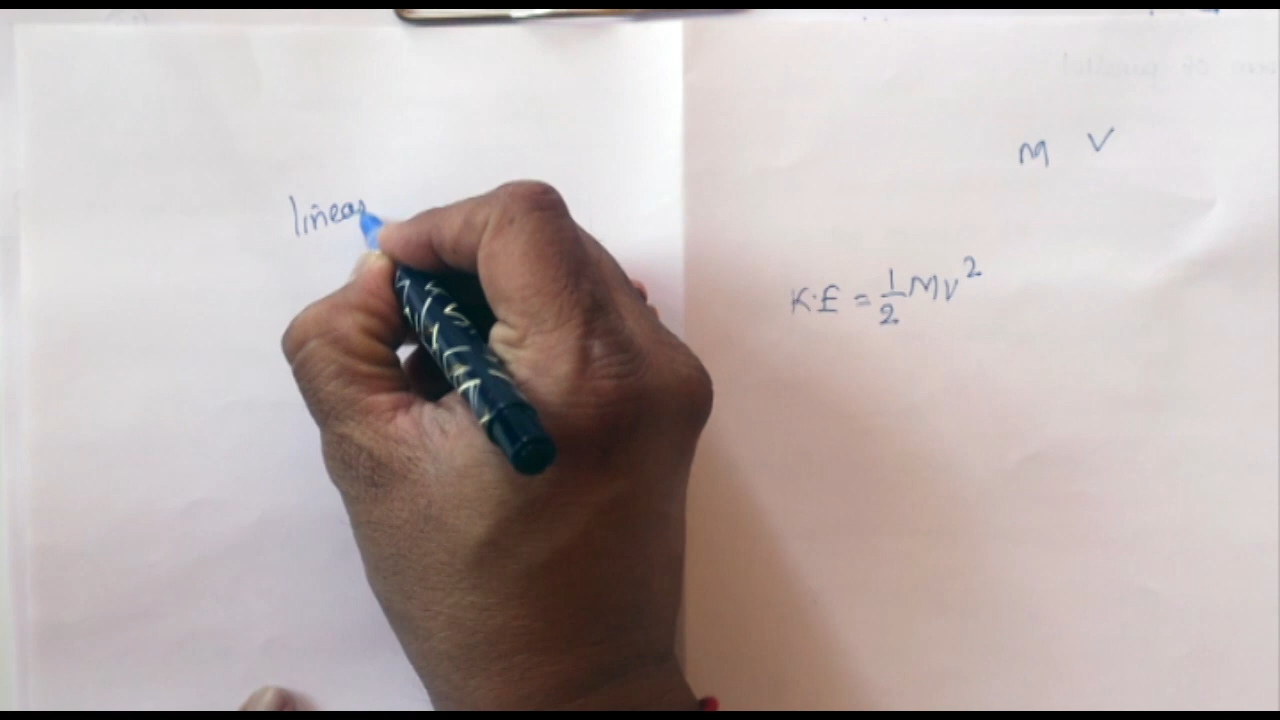 linear
M V
K.E = 1/2 MV²